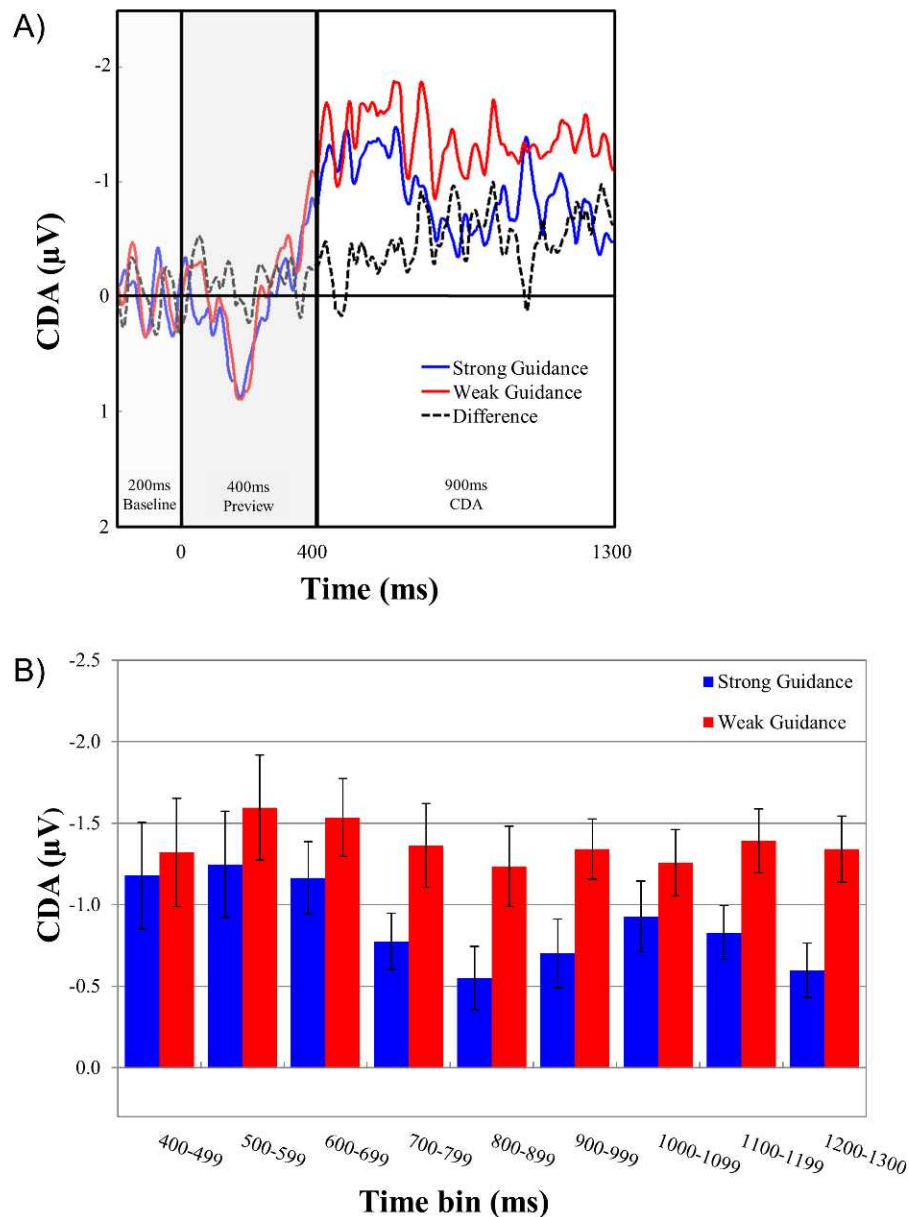 A)
-2
-1
0
1
2
CDA (µV)
Strong Guidance
Weak Guidance
Difference
200ms
Baseline
400ms
Preview
900ms
CDA
0
400
1300
Time (ms)
B)
-2.5
-2.0
-1.5
-1.0
-0.5
0.0
CDA (µV)
Strong Guidance
Weak Guidance
400-499
500-599
600-699
700-799
800-899
900-999
1000-1099
1100-1199
1200-1300
Time bin (ms)